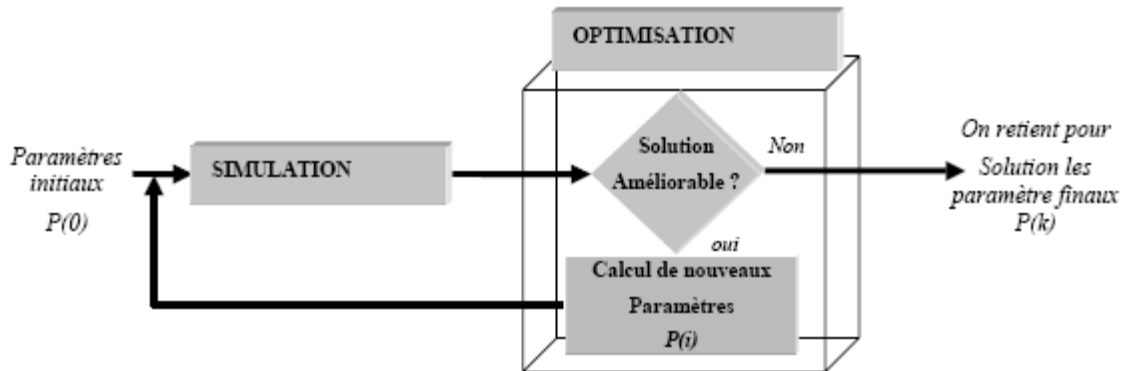 OPTIMISATION
Paramètres
initiaux
P(0)
SIMULATION
Solution
Améliorable ?
Non
oui
Calcul de nouveaux
Paramètres
P(i)
On retient pour
Solution les
paramètre finaux
P(k)